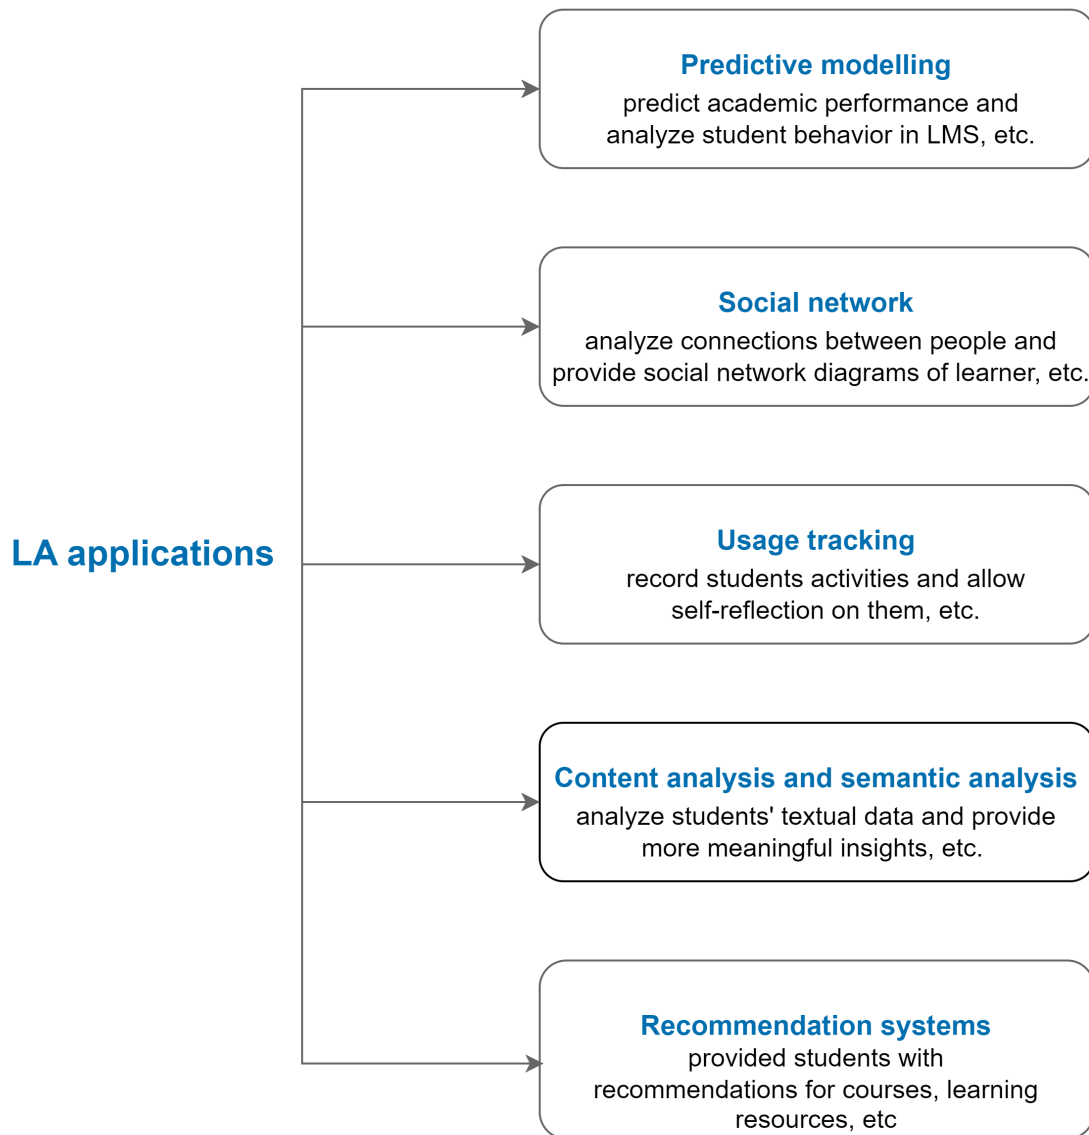 Predictive modelling
predict academic performance and
analyze student behavior in LMS, etc.
Social network
analyze connections between people and
provide social network diagrams of learner, etc.
LA applications
Usage tracking
record students activities and allow
self-reflection on them, etc.
Content analysis and semantic analysis
analyze students' textual data and provide
more meaningful insights, etc.
Recommendation systems
provided students with
recommendations for courses, learning
resources, etc